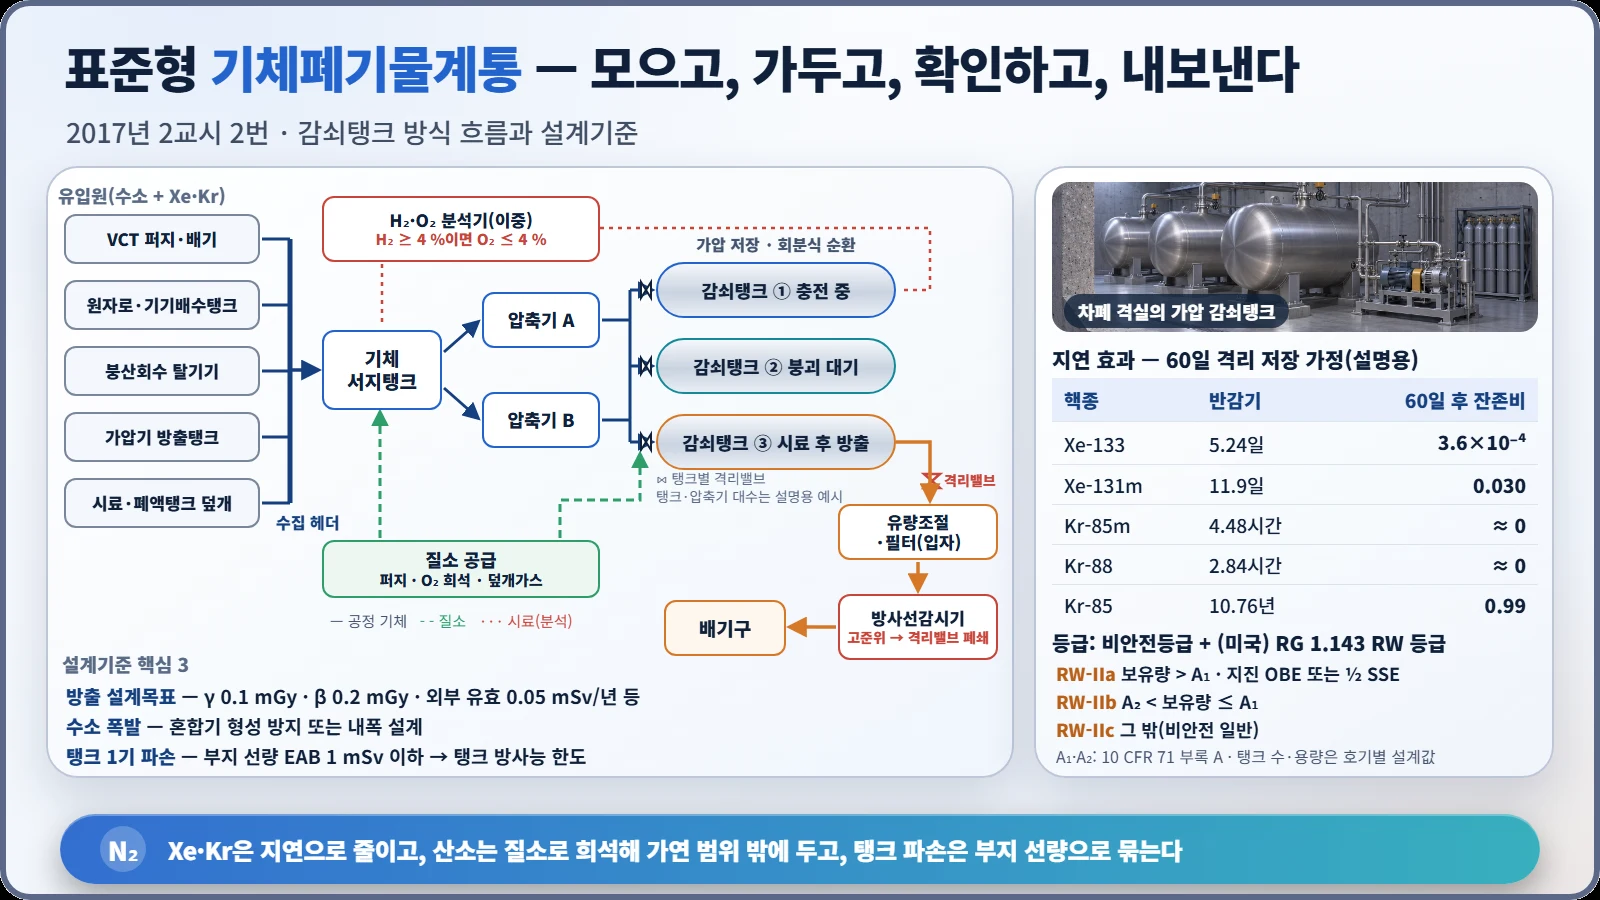 표준형 기체폐기물계통 — 모으고, 가두고, 확인하고, 내보낸다
2017년 2교시 2번 · 감쇠탱크 방식 흐름과 설계기준
유입원(수소 + Xe·Kr)
VCT 퍼지·배기
원자로·기기배수탱크
붕산회수 탈기기
가압기 방출탱크
시료·폐액탱크 덮개
수집 헤더
H₂·O₂ 분석기(이중)
H₂ ≥ 4 %이면 O₂ ≤ 4 %
기체
서지탱크
압축기 A
압축기 B
가압 저장 · 회분식 순환
감쇠탱크 ① 충전 중
감쇠탱크 ② 붕괴 대기
감쇠탱크 ③ 시료 후 방출
⋈ 탱크별 격리밸브
탱크·압축기 대수는 설명용 예시
격리밸브
유량조절
·필터(입자)
방사선감시기
고준위 → 격리밸브 폐쇄
배기구
질소 공급
퍼지 · O₂ 희석 · 덮개가스
— 공정 기체 - - 질소 ··· 시료(분석)
설계기준 핵심 3
방출 설계목표 — γ 0.1 mGy · β 0.2 mGy · 외부 유효 0.05 mSv/년 등
수소 폭발 — 혼합기 형성 방지 또는 내폭 설계
탱크 1기 파손 — 부지 선량 EAB 1 mSv 이하 → 탱크 방사능 한도
차폐 격실의 가압 감쇠탱크
지연 효과 — 60일 격리 저장 가정(설명용)
핵종 반감기 60일 후 잔존비
Xe-133 5.24일 3.6×10⁻⁴
Xe-131m 11.9일 0.030
Kr-85m 4.48시간 ≈ 0
Kr-88 2.84시간 ≈ 0
Kr-85 10.76년 0.99
등급: 비안전등급 + (미국) RG 1.143 RW 등급
RW-IIa 보유량 > A₁ · 지진 OBE 또는 ½ SSE
RW-IIb A₂ < 보유량 ≤ A₁
RW-IIc 그 밖(비안전 일반)
A₁·A₂: 10 CFR 71 부록 A · 탱크 수·용량은 호기별 설계값
N₂ Xe·Kr은 지연으로 줄이고, 산소는 질소로 희석해 가연 범위 밖에 두고, 탱크 파손은 부지 선량으로 묶는다